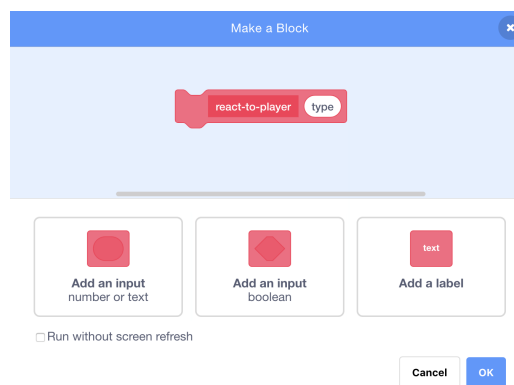 Make a Block
react-to-player type
text
Add an input
number or text
Add an input
boolean
Add a label
Run without screen refresh
Cancel
OK